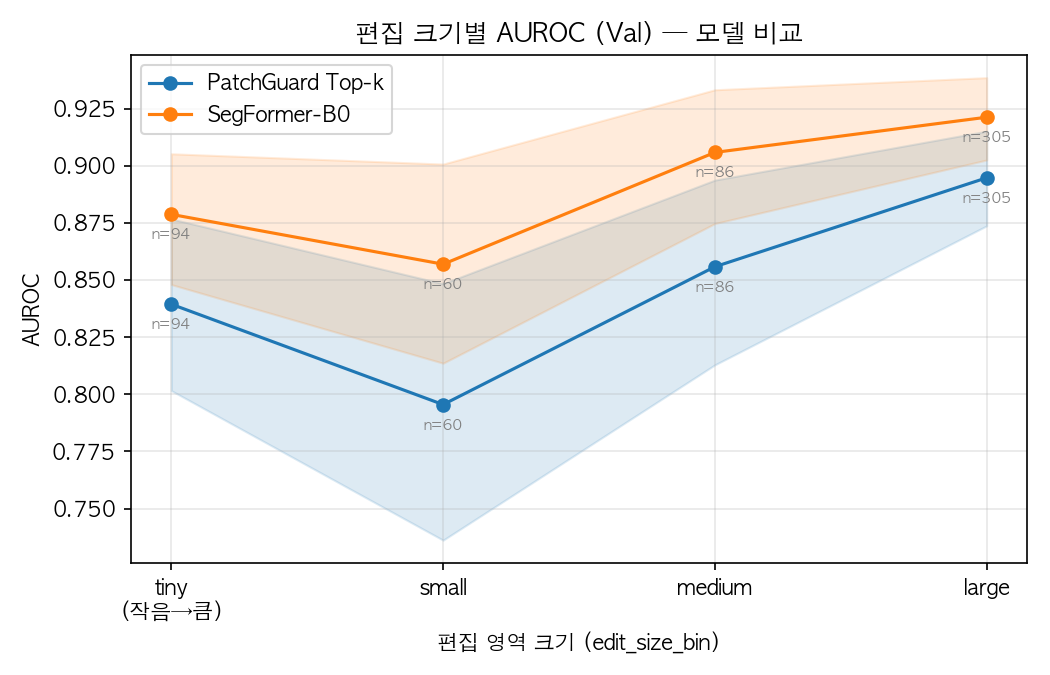 편집 크기별 AUROC (Val) — 모델 비교
PatchGuard Top-k
SegFormer-B0
0.925
0.900
0.875
0.850
0.825
0.800
0.775
0.750
AUROC
n=94
n=60
n=86
n=305
n=94
n=60
n=86
n=305
tiny
(작음→큼)
small
medium
large
편집 영역 크기 (edit_size_bin)